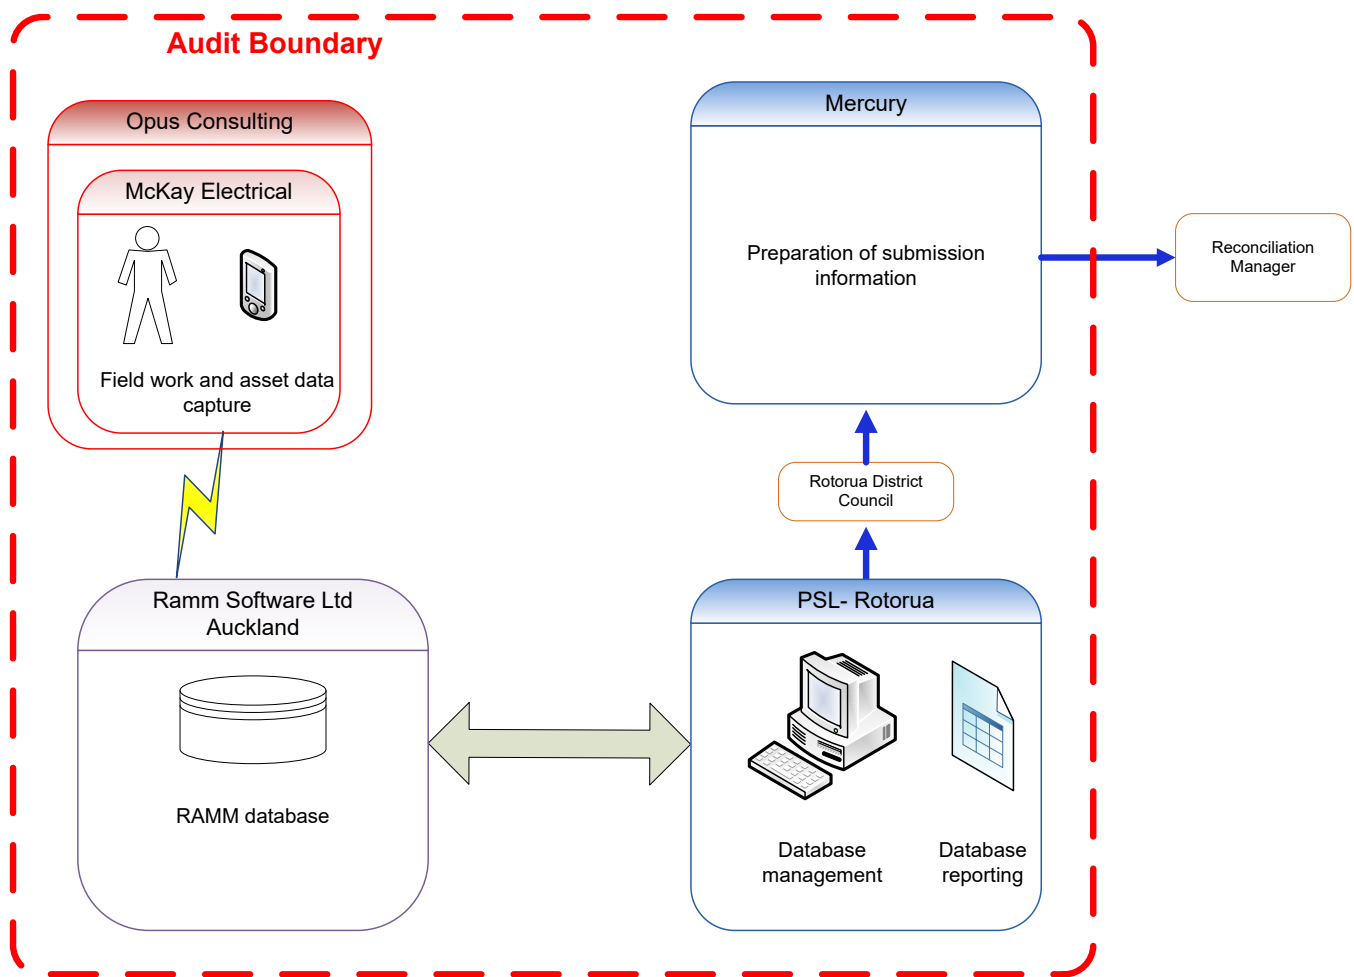 Audit Boundary
Opus Consulting
McKay Electrical
Field work and asset data
capture
Mercury
Preparation of submission
information
Reconciliation
Manager
Rotorua District
Council
Ramm Software Ltd
Auckland
RAMM database
PSL- Rotorua
Database
management
Database
reporting